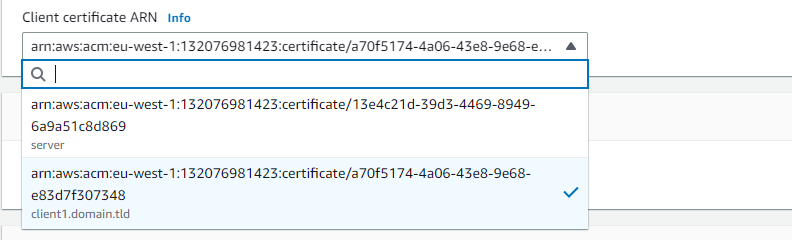 Client certificate ARN Info
arn:aws:acm:eu-west-1:132076981423:certificate/a70f5174-4a06-43e8-9e68-e...
arn:aws:acm:eu-west-1:132076981423:certificate/13e4c21d-39d3-4469-8949-
6a9a51c8d869
server
arn:aws:acm:eu-west-1:132076981423:certificate/a70f5174-4a06-43e8-9e68-
e83d7f307348
client1.domain.tld